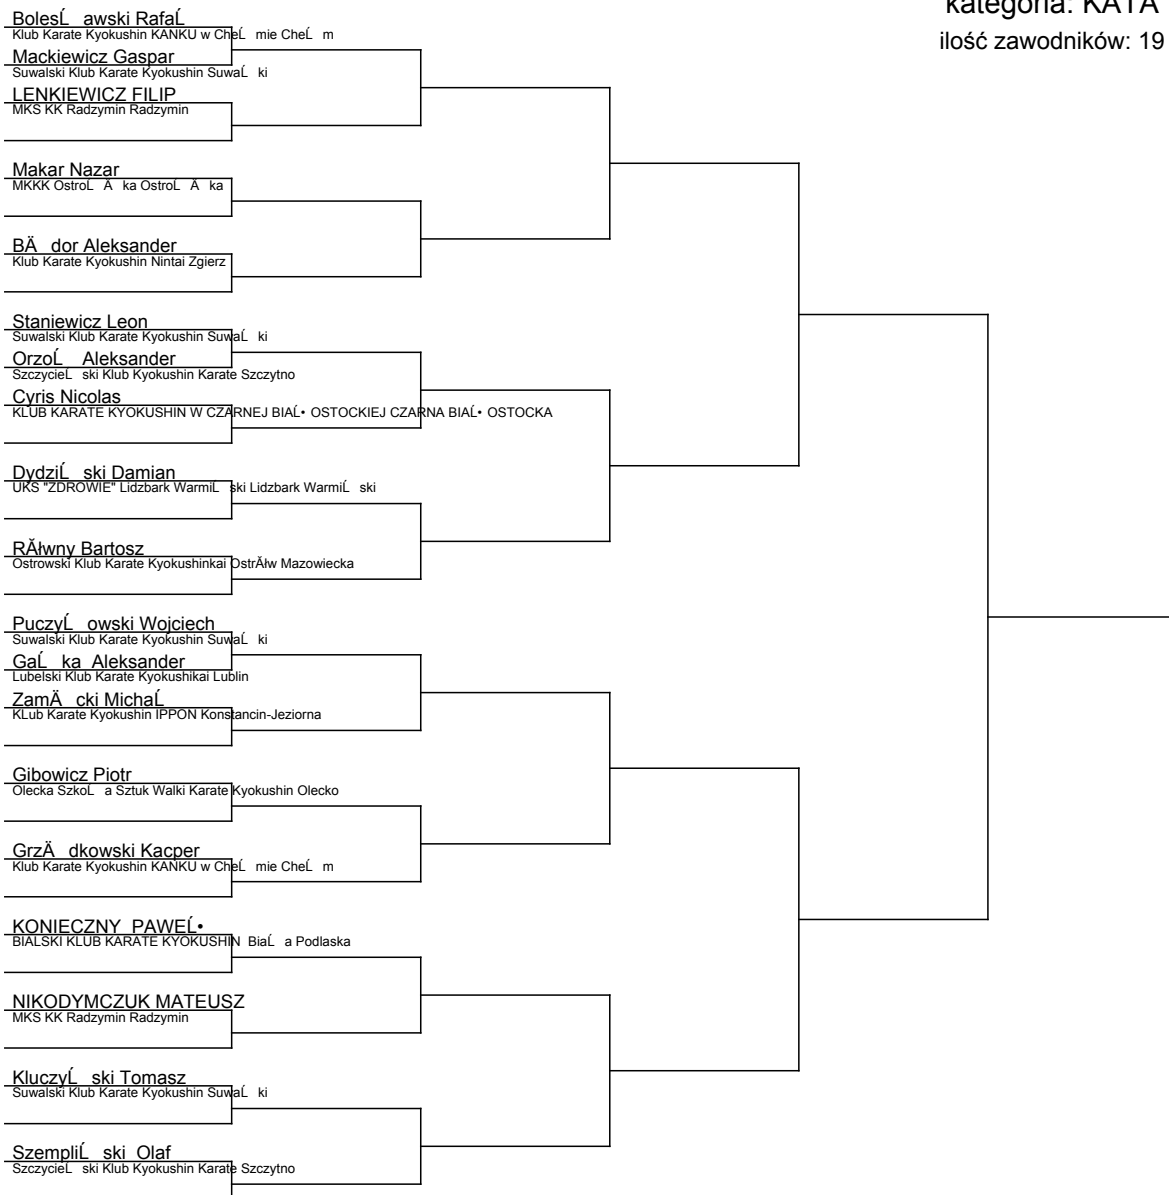 kategoria: KATA
ilość zawodników: 19
BolesĹ awski RafaĹ
Klub Karate Kyokushin KANKU w CheĹ mie CheĹ m
Mackiewicz Gaspar
Suwalski Klub Karate Kyokushin SuwaĹ ki
LENKIEWICZ FILIP
MKS KK Radzymin Radzymin
Makar Nazar
MKKK OstroĹ Ä ka OstroĹ Ä ka
BÄ dor Aleksander
Klub Karate Kyokushin Nintai Zgierz
Staniewicz Leon
Suwalski Klub Karate Kyokushin SuwaĹ ki
OrzoĹ Aleksander
SzczycieĹ ski Klub Kyokushin Karate Szczytno
Cyris Nicolas
KLUB KARATE KYOKUSHIN W CZARNEJ BIAĹ• OSTOCKIEJ CZARNA BIAĹ• OSTOCKA
DydziĹ ski Damian
UKS "ZDROWIE" Lidzbark WarmiĹ ski Lidzbark WarmiĹ ski
RĂłwny Bartosz
Ostrowski Klub Karate Kyokushinkai OstrĂłw Mazowiecka
PuczyĹ owski Wojciech
Suwalski Klub Karate Kyokushin SuwaĹ ki
GaĹ ka Aleksander
Lubelski Klub Karate Kyokushikai Lublin
ZamÄ cki MichaĹ
KLub Karate Kyokushin IPPON Konstancin-Jeziorna
Gibowicz Piotr
Olecka SzkoĹ a Sztuk Walki Karate Kyokushin Olecko
GrzÄ dkowski Kacper
Klub Karate Kyokushin KANKU w CheĹ mie CheĹ m
KONIECZNY PAWEĹ•
BIALSKI KLUB KARATE KYOKUSHIN BiaĹ a Podlaska
NIKODYMCZUK MATEUSZ
MKS KK Radzymin Radzymin
KluczyĹ ski Tomasz
Suwalski Klub Karate Kyokushin SuwaĹ ki
SzempliĹ ski Olaf
SzczycieĹ ski Klub Kyokushin Karate Szczytno